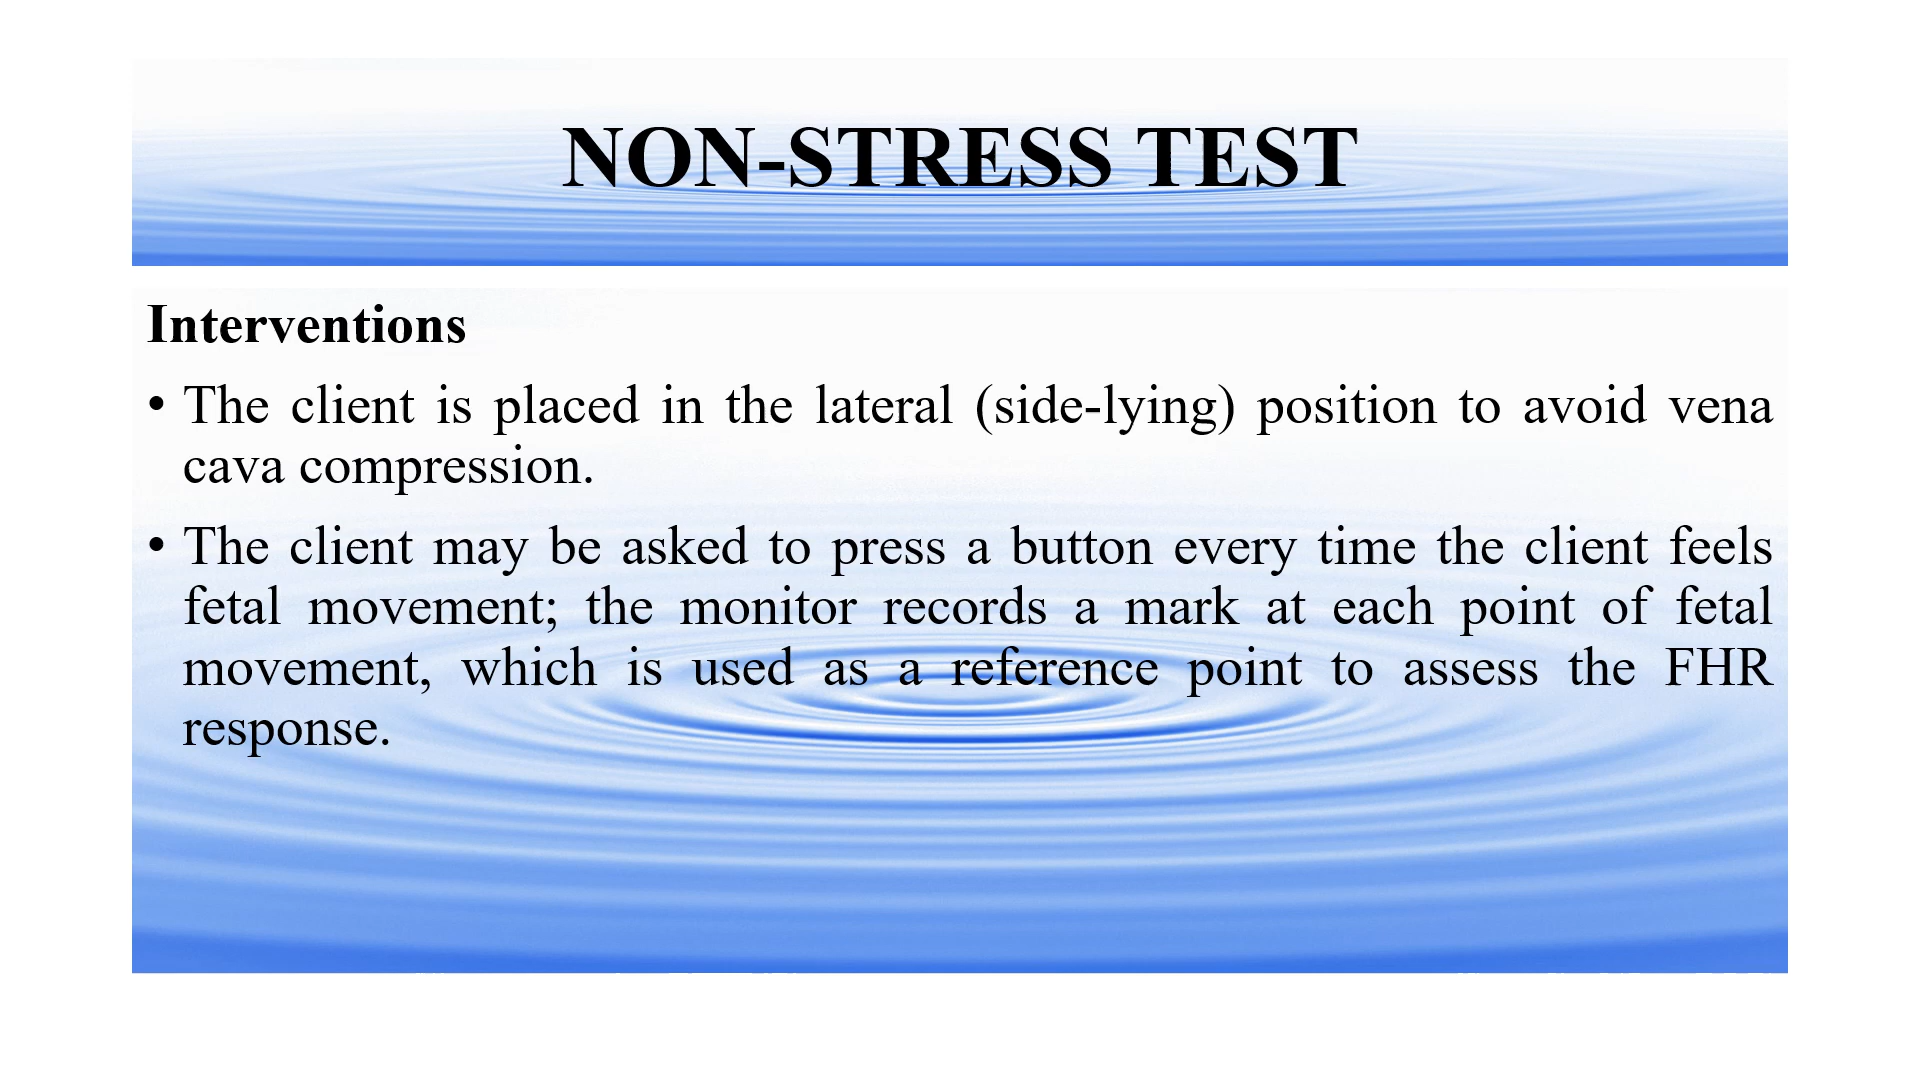 NON-STRESS TEST
Interventions
• The client is placed in the lateral (side-lying) position to avoid vena
cava compression.
• The client may be asked to press a button every time the client feels
fetal movement; the monitor records a mark at each point of fetal
movement, which is used as a reference point to assess the FHR
response.